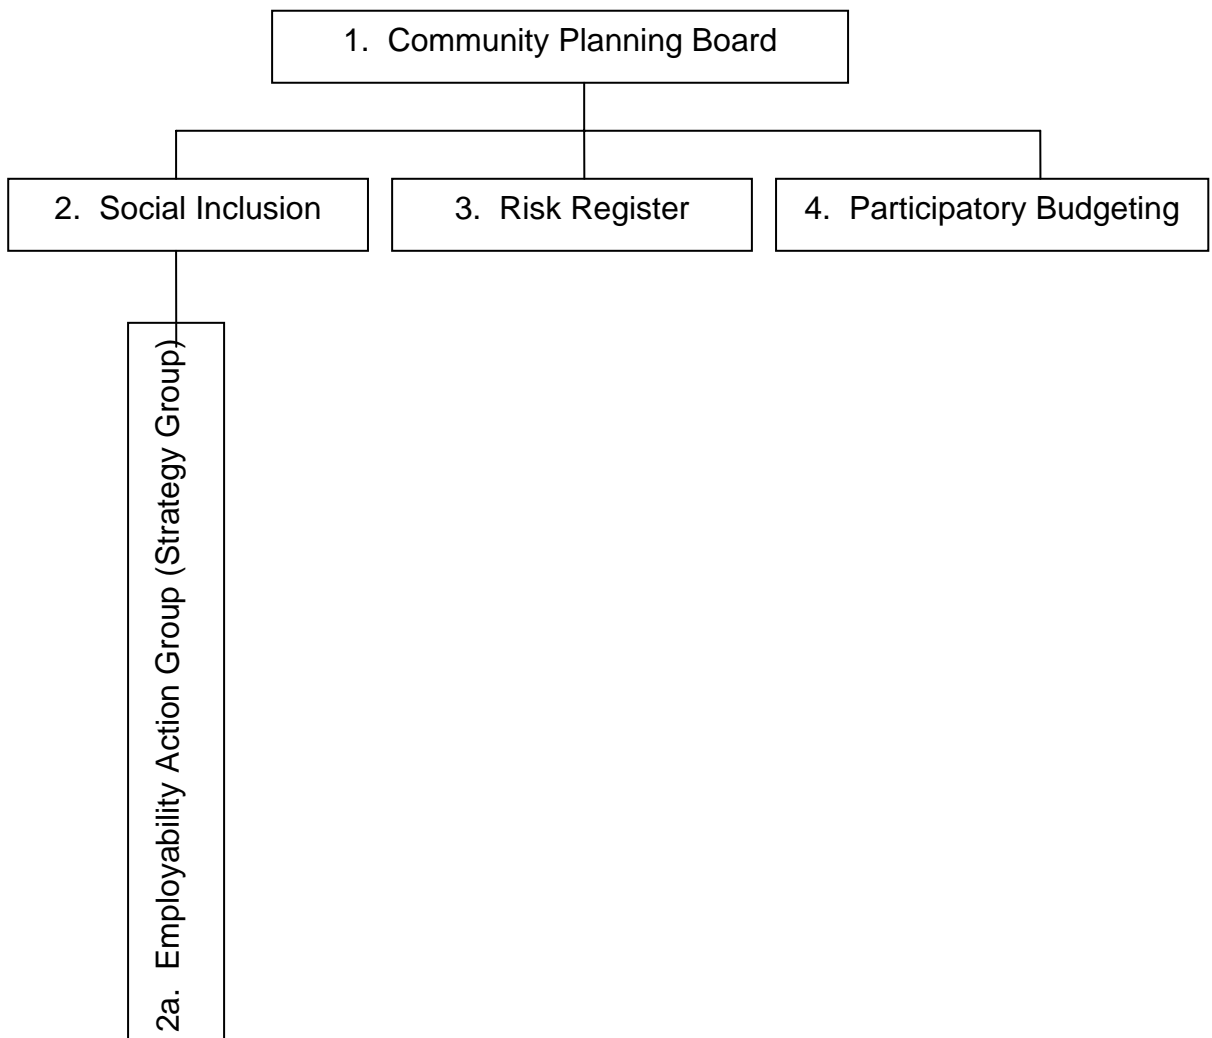 1. Community Planning Board
2. Social Inclusion
3. Risk Register
4. Participatory Budgeting
2a. Employability Action Group (Strategy Group)